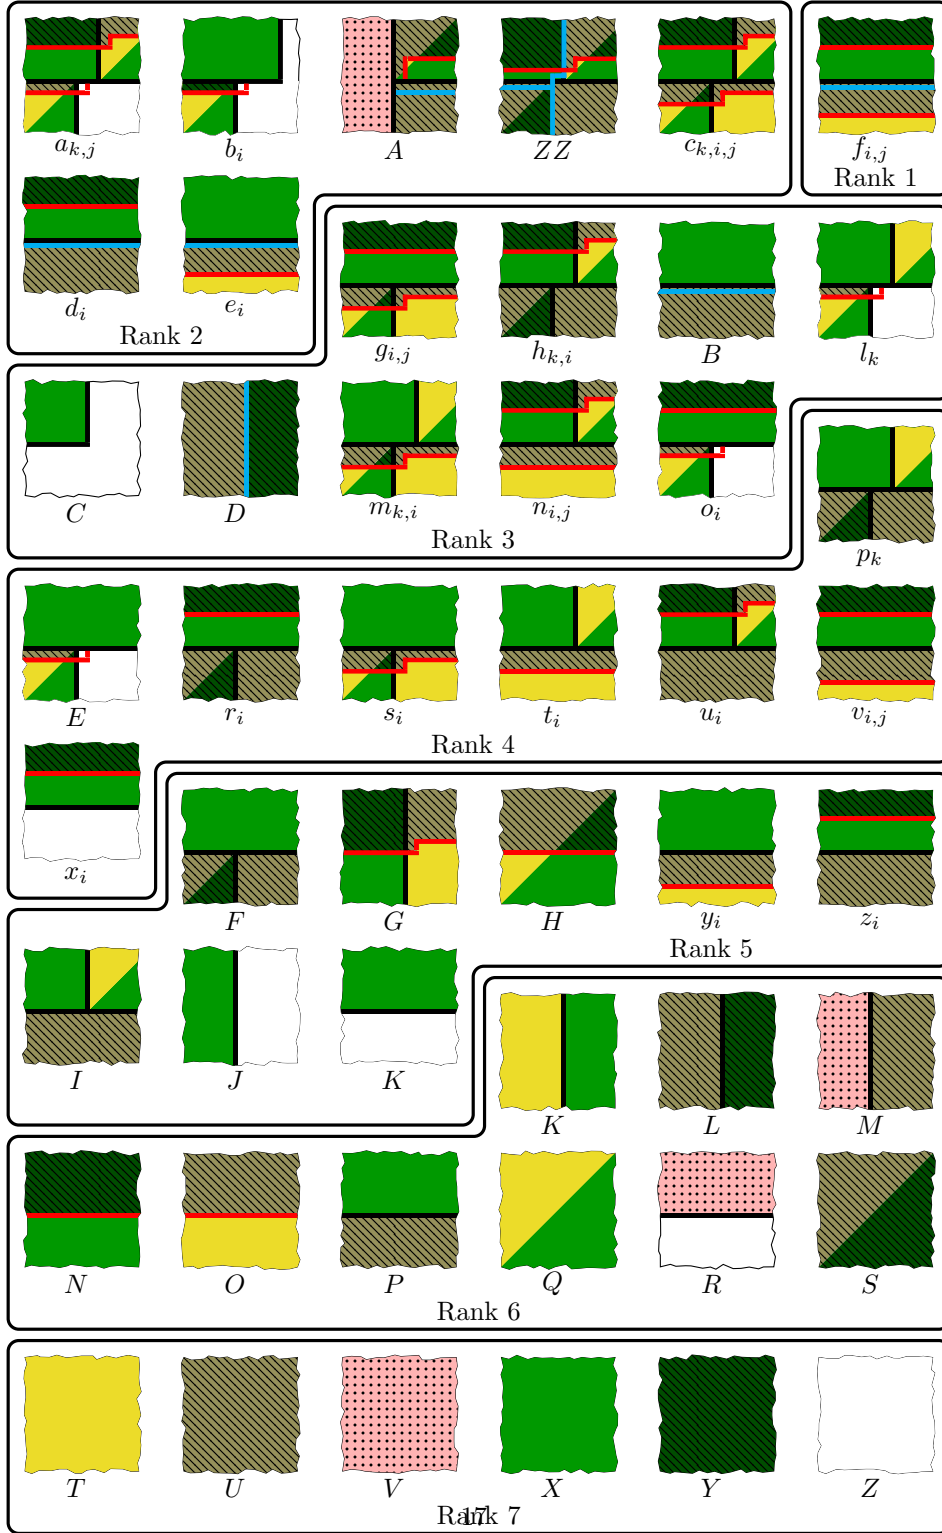 a_{k,j} b_i A ZZ c_{k,i,j} f_{i,j}
Rank 1
d_i e_i
Rank 2
g_{i,j} h_{k,i} B l_k
C D m_{k,i} n_{i,j} o_i
Rank 3
p_k
E r_i s_i t_i u_i v_{i,j}
Rank 4
x_i
F G H y_i z_i
Rank 5
I J K
K L M
N O P Q R S
Rank 6
T U V X Y Z
Rank 7
17